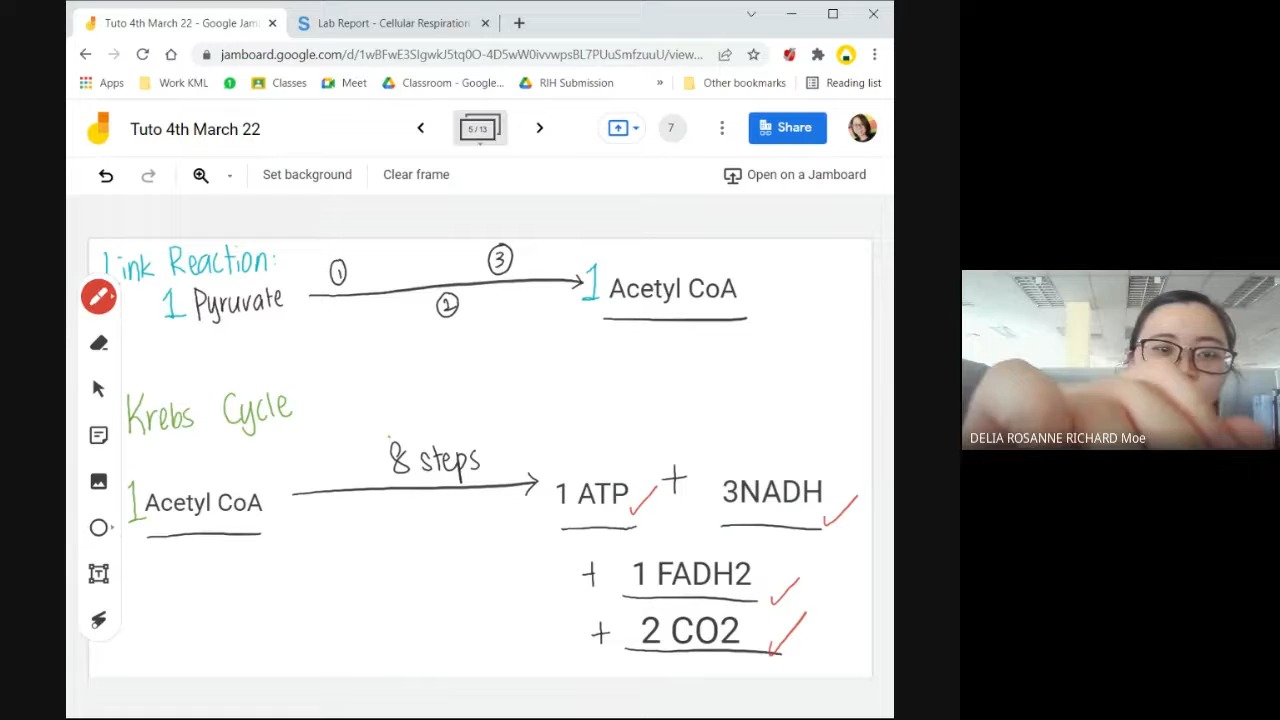 Tuto 4th March 22 - Google Jam
Lab Report - Cellular Respiration
jamboard.google.com/d/1wBFwE3SIgwkJ5tq0O-4D5wW0ivvwpsBL7PUuSmfzuuU/view...
Apps Work KML 1 Classes Meet Classroom - Google... RIH Submission » Other bookmarks Reading list
Tuto 4th March 22
5 / 13
7
Share
Set background Clear frame Open on a Jamboard
Link Reaction:
1 Pyruvate ① ② ③ 1 Acetyl CoA
Krebs Cycle
1 Acetyl CoA 8 steps 1 ATP + 3NADH
+ 1 FADH2
+ 2 CO2
DELIA ROSANNE RICHARD Moe